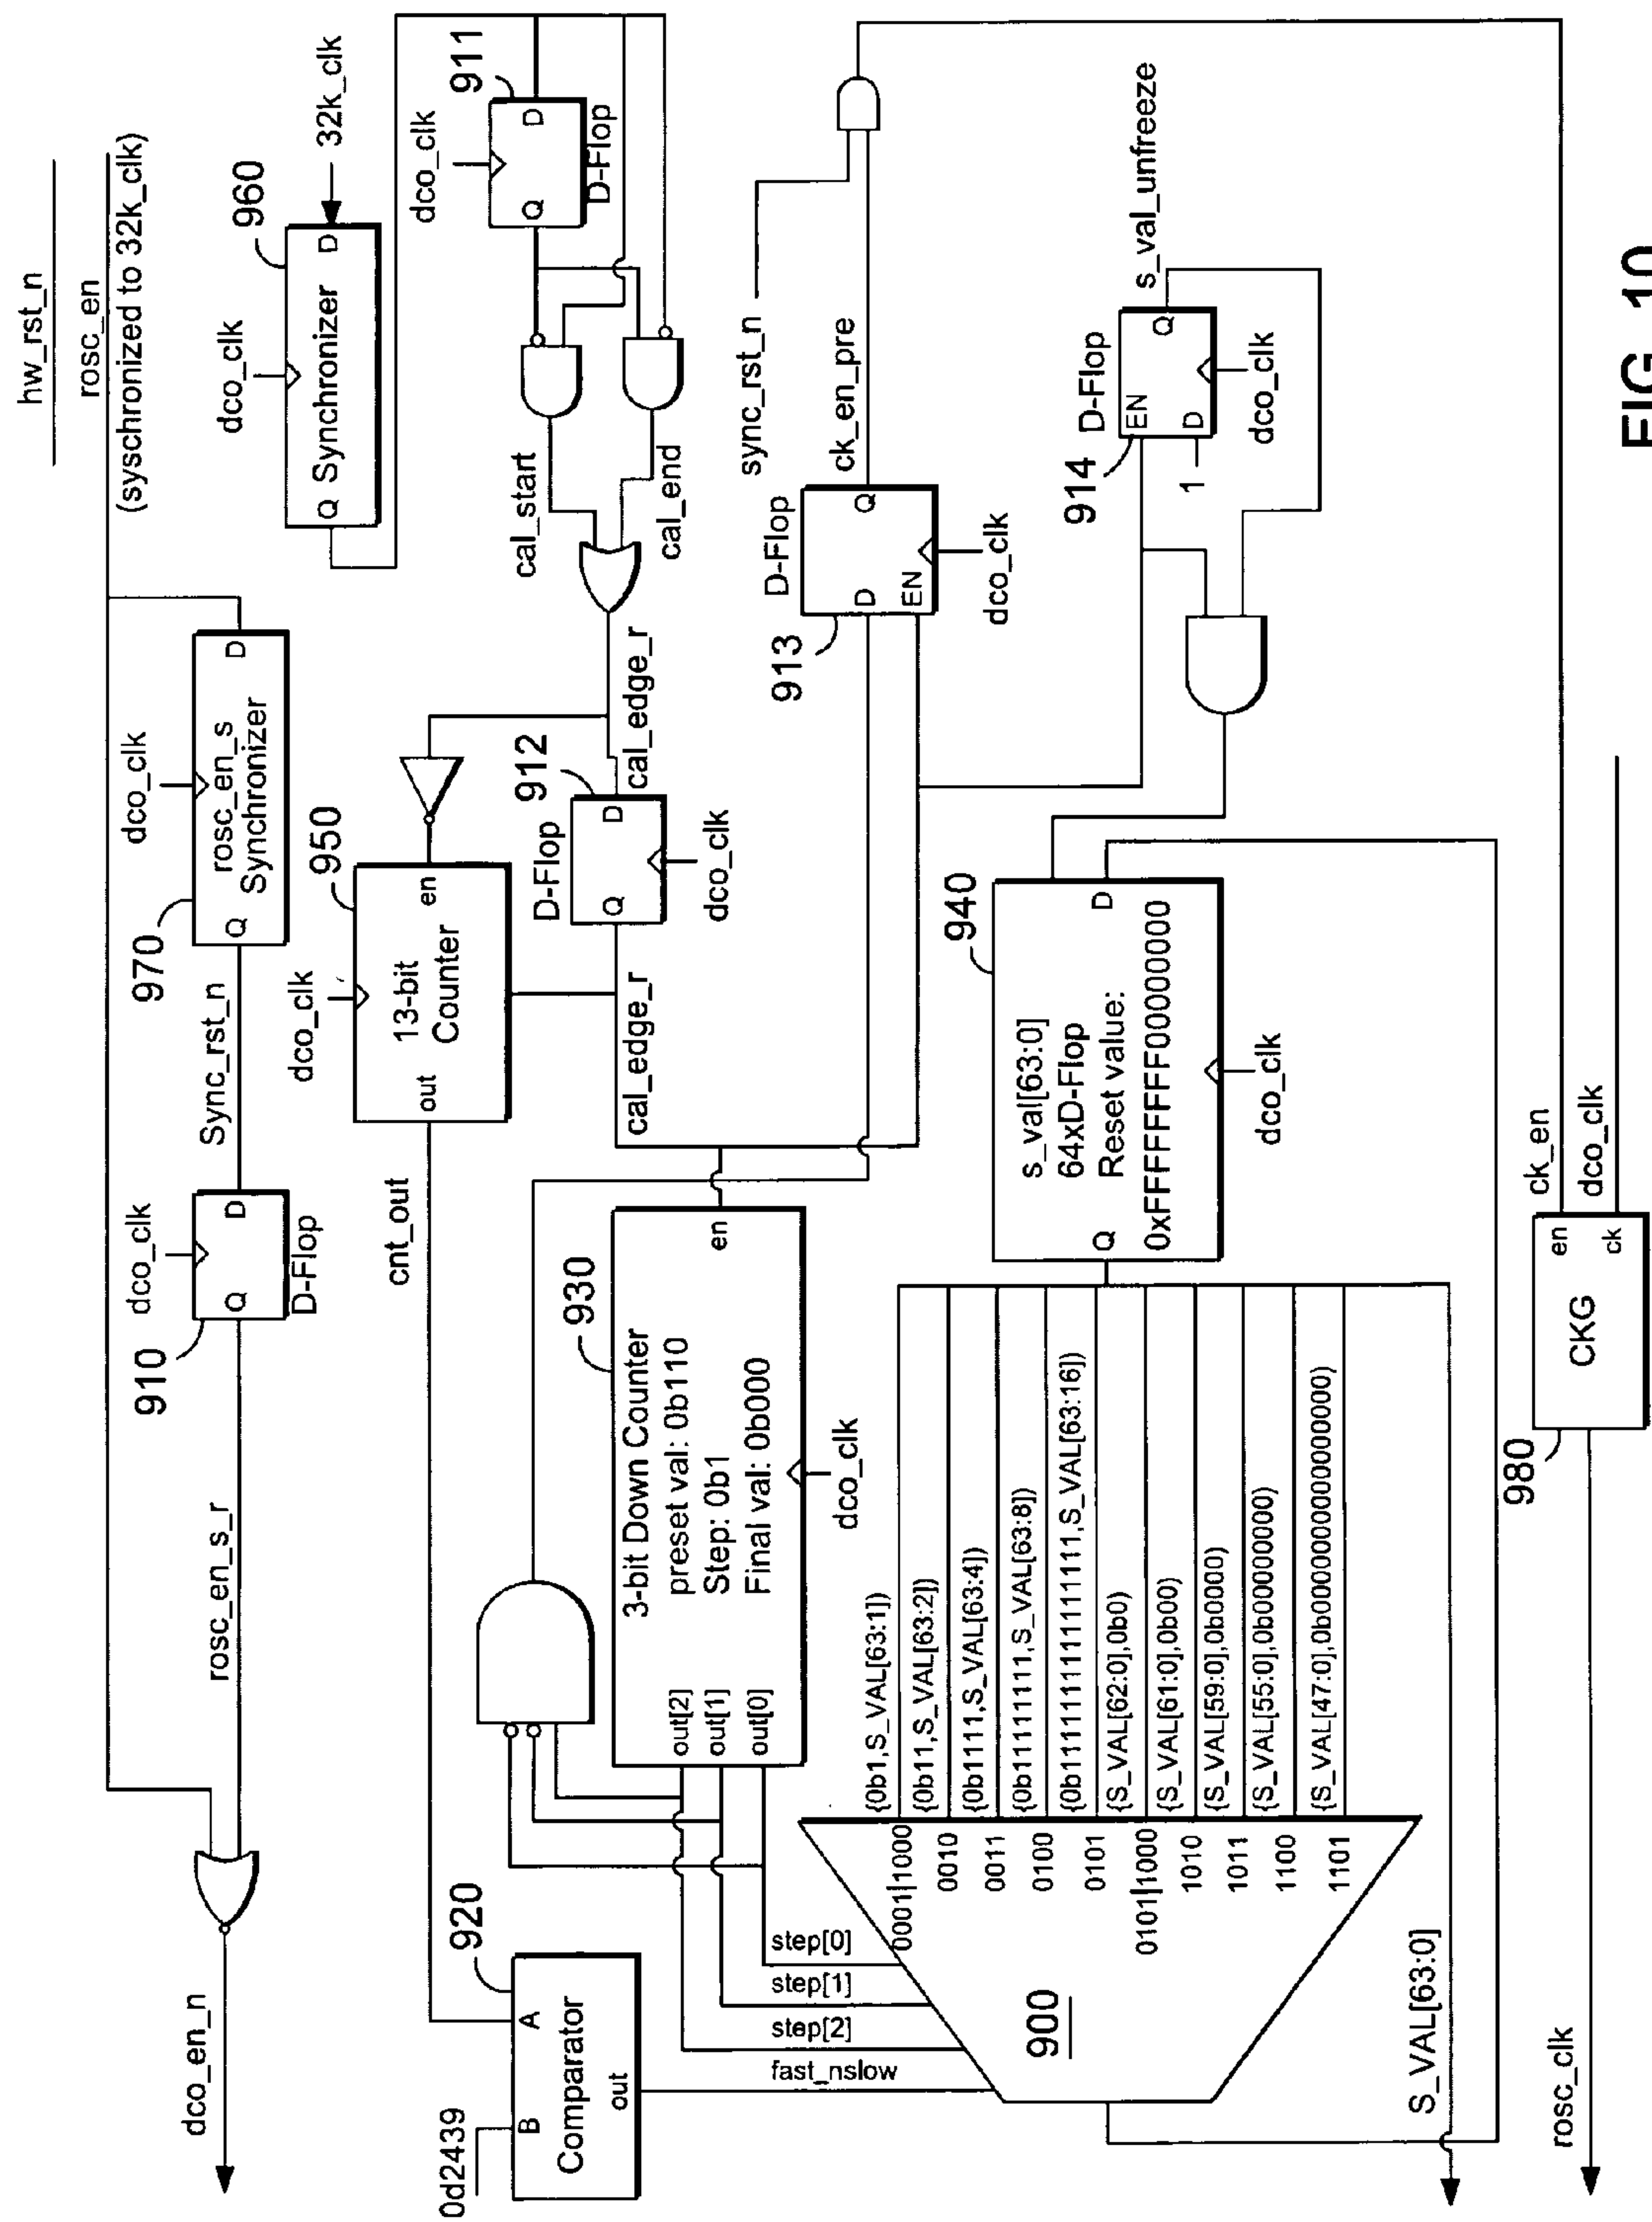 hw_rst_n
rosc_en
(syschronized to 32k_clk)
dco_clk
960
Q Synchronizer D
32k_clk
dco_clk
911
Q
D
D-Flop
dco_clk
970
Q
rosc_en_s
Synchronizer
D
Sync_rst_n
dco_clk
910
Q
D
D-Flop
rosc_en_s_r
dco_en_n
cal_start
cal_end
cal_edge_r
912
D-Flop
Q
D
dco_clk
cal_edge_r
dco_clk
950
13-bit
Counter
out
en
cnt_out
sync_rst_n
ck_en_pre
D-Flop
913
D
Q
EN
dco_clk
s_val_unfreeze
D-Flop
914
EN
Q
D
1
dco_clk
930
3-bit Down Counter
preset val: 0b110
Step: 0b1
Final val: 0b000
en
out[2]
out[1]
out[0]
dco_clk
940
s_val[63:0]
64xD-Flop
Reset value:
0xFFFFFFFF00000000
Q
D
dco_clk
920
0d2439
B
A
Comparator
out
step[0]
step[1]
step[2]
fast_nslow
900
0001|1000
0010
0011
0100
0101
0101|1000
1010
1011
1100
1101
{0b1,S_VAL[63:1]}
{0b11,S_VAL[63:2]}
{0b1111,S_VAL[63:4]}
{0b11111111,S_VAL[63:8]}
{0b1111111111111111,S_VAL[63:16]}
{S_VAL[62:0],0b0}
{S_VAL[61:0],0b00}
{S_VAL[59:0],0b0000}
{S_VAL[55:0],0b00000000}
{S_VAL[47:0],0b0000000000000000}
S_VAL[63:0]
ck_en
dco_clk
en
ck
CKG
980
rosc_clk
FIG. 10